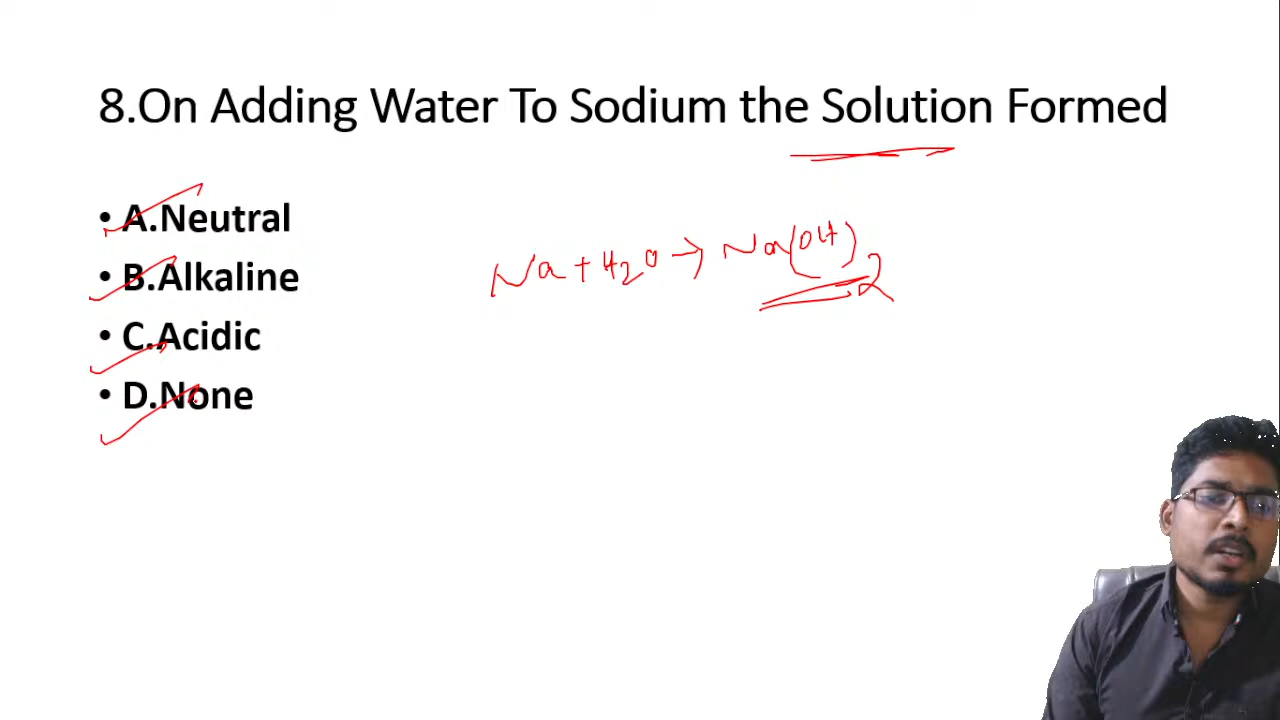 8.On Adding Water To Sodium the Solution Formed
• A.Neutral
• B.Alkaline
• C.Acidic
• D.None
Na + H2O → Na(OH)2